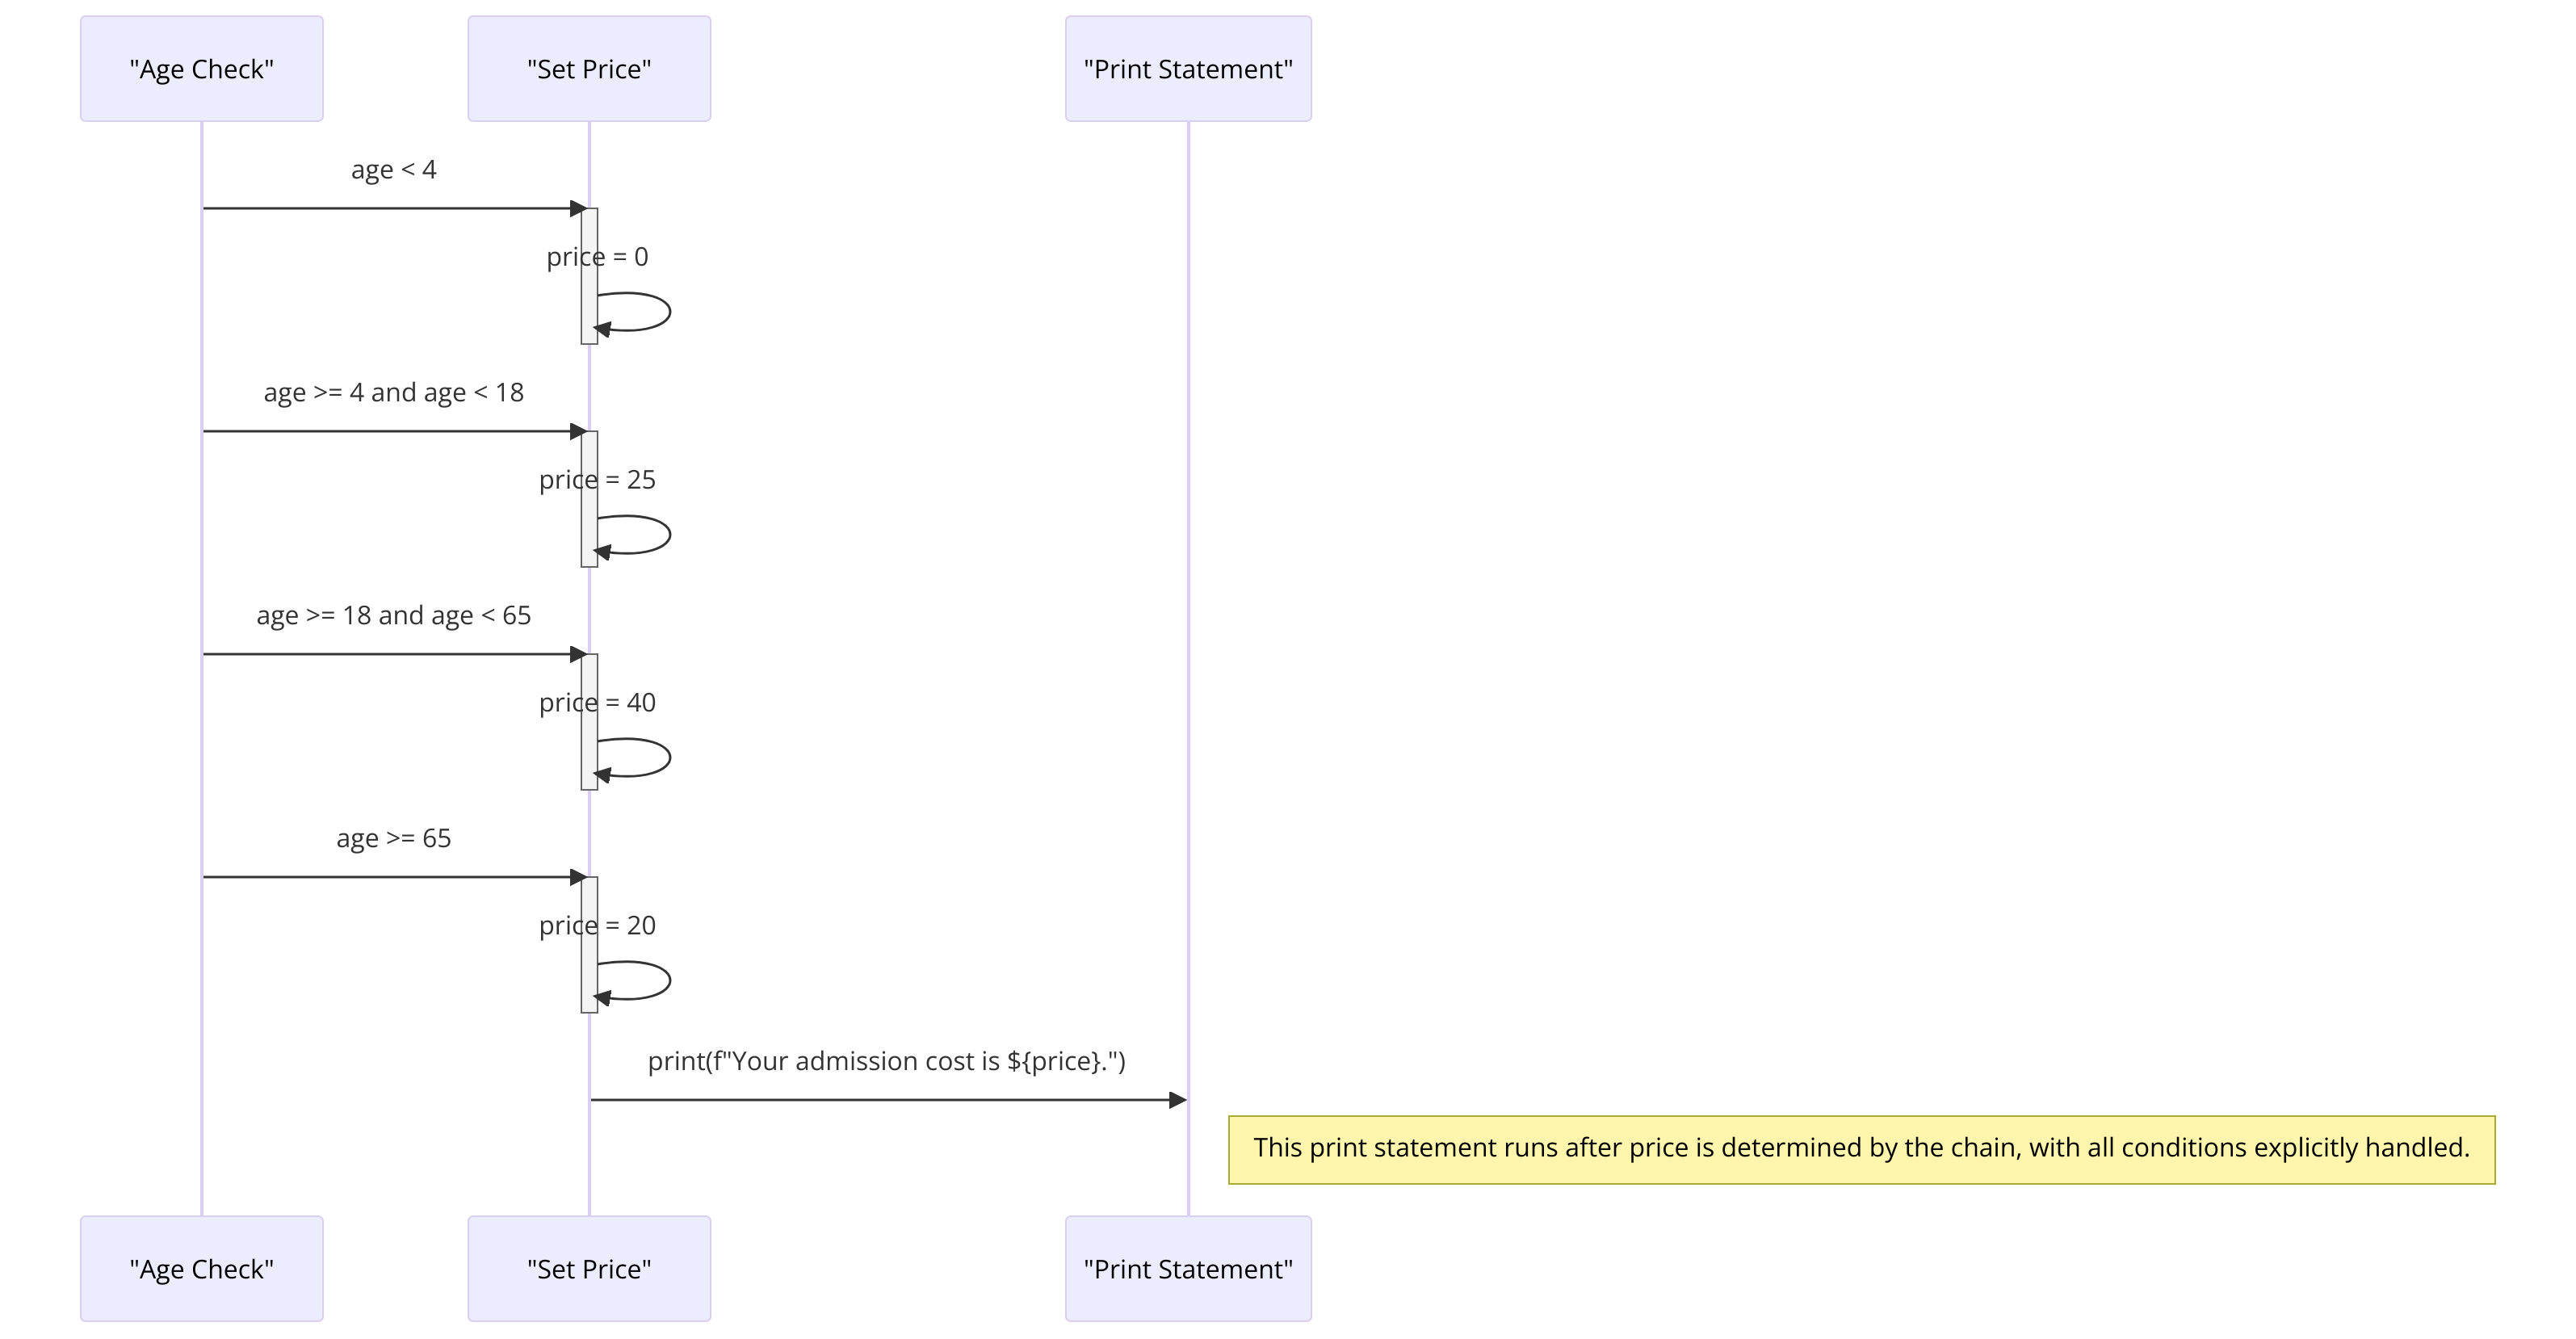 "Age Check"
"Set Price"
"Print Statement"
age < 4
price = 0
age >= 4 and age < 18
price = 25
age >= 18 and age < 65
price = 40
age >= 65
price = 20
print(f"Your admission cost is ${price}.")
This print statement runs after price is determined by the chain, with all conditions explicitly handled.
"Age Check"
"Set Price"
"Print Statement"